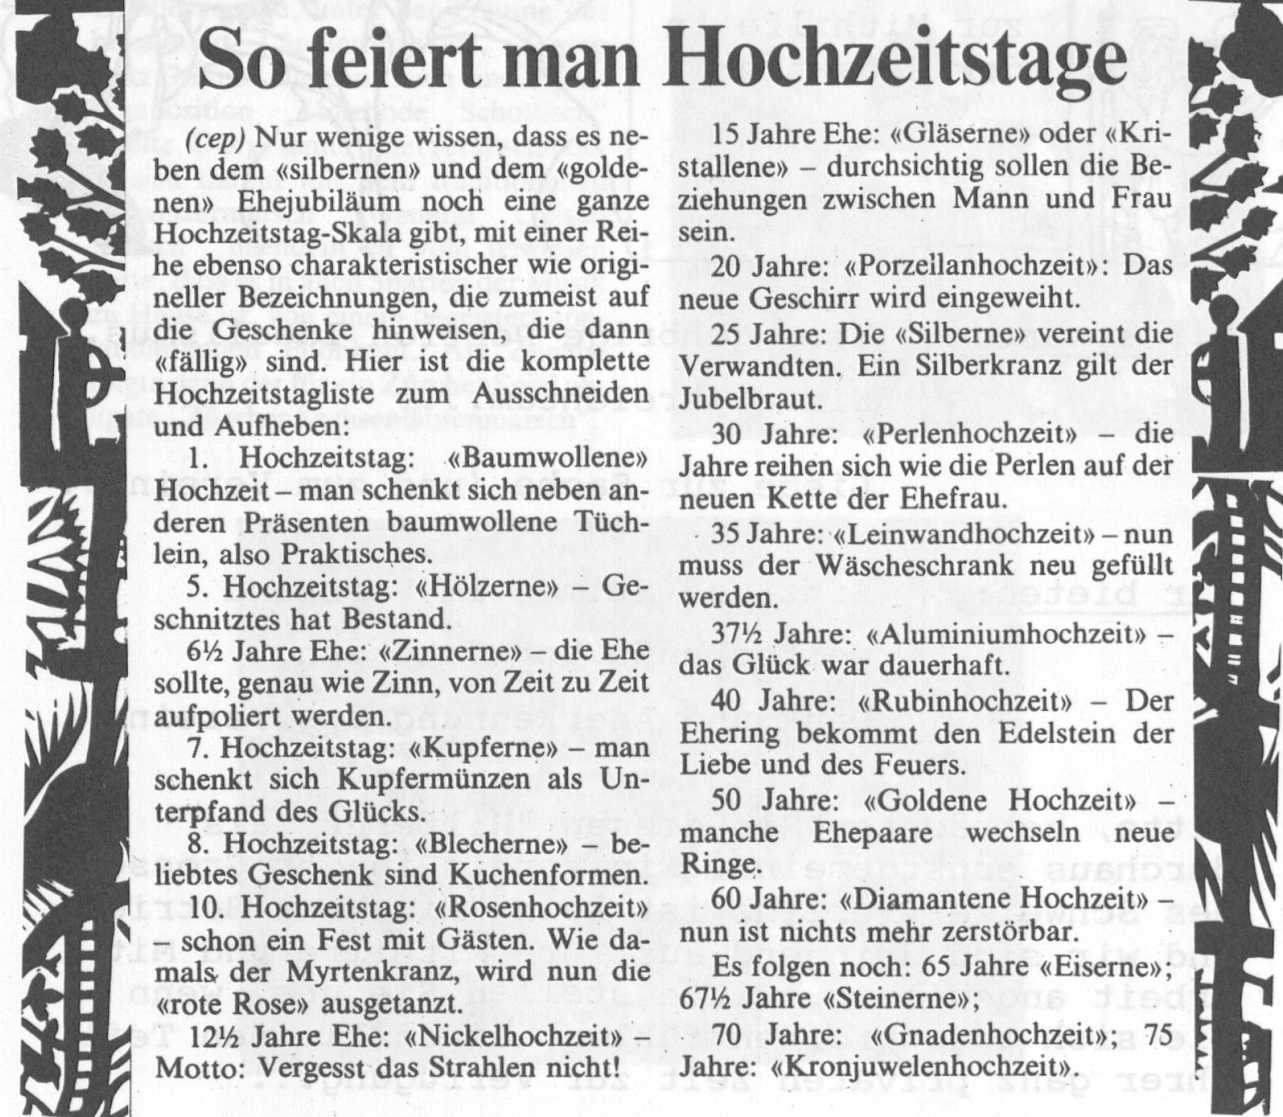 So feiert man Hochzeitstage
(cep) Nur wenige wissen, dass es ne-
ben dem «silbernen» und dem «golde-
nen» Ehejubiläum noch eine ganze
Hochzeitstag-Skala gibt, mit einer Rei-
he ebenso charakteristischer wie origi-
neller Bezeichnungen, die zumeist auf
die Geschenke hinweisen, die dann
«fällig» sind. Hier ist die komplette
Hochzeitstagliste zum Ausschneiden
und Aufheben:
1. Hochzeitstag: «Baumwollene»
Hochzeit – man schenkt sich neben an-
deren Präsenten baumwollene Tüch-
lein, also Praktisches.
5. Hochzeitstag: «Hölzerne» – Ge-
schnitztes hat Bestand.
6½ Jahre Ehe: «Zinnerne» – die Ehe
sollte, genau wie Zinn, von Zeit zu Zeit
aufpoliert werden.
7. Hochzeitstag: «Kupferne» – man
schenkt sich Kupfermünzen als Un-
terpfand des Glücks.
8. Hochzeitstag: «Blecherne» – be-
liebtes Geschenk sind Kuchenformen.
10. Hochzeitstag: «Rosenhochzeit»
– schon ein Fest mit Gästen. Wie da-
mals der Myrtenkranz, wird nun die
«rote Rose» ausgetanzt.
12½ Jahre Ehe: «Nickelhochzeit» –
Motto: Vergesst das Strahlen nicht!
15 Jahre Ehe: «Gläserne» oder «Kri-
stallene» – durchsichtig sollen die Be-
ziehungen zwischen Mann und Frau
sein.
20 Jahre: «Porzellanhochzeit»: Das
neue Geschirr wird eingeweiht.
25 Jahre: Die «Silberne» vereint die
Verwandten. Ein Silberkranz gilt der
Jubelbraut.
30 Jahre: «Perlenhochzeit» – die
Jahre reihen sich wie die Perlen auf der
neuen Kette der Ehefrau.
35 Jahre: «Leinwandhochzeit» – nun
muss der Wäscheschrank neu gefüllt
werden.
37½ Jahre: «Aluminiumhochzeit» –
das Glück war dauerhaft.
40 Jahre: «Rubinhochzeit» – Der
Ehering bekommt den Edelstein der
Liebe und des Feuers.
50 Jahre: «Goldene Hochzeit» –
manche Ehepaare wechseln neue
Ringe.
60 Jahre: «Diamantene Hochzeit» –
nun ist nichts mehr zerstörbar.
Es folgen noch: 65 Jahre «Eiserne»;
67½ Jahre «Steinerne»;
70 Jahre: «Gnadenhochzeit»; 75
Jahre: «Kronjuwelenhochzeit».